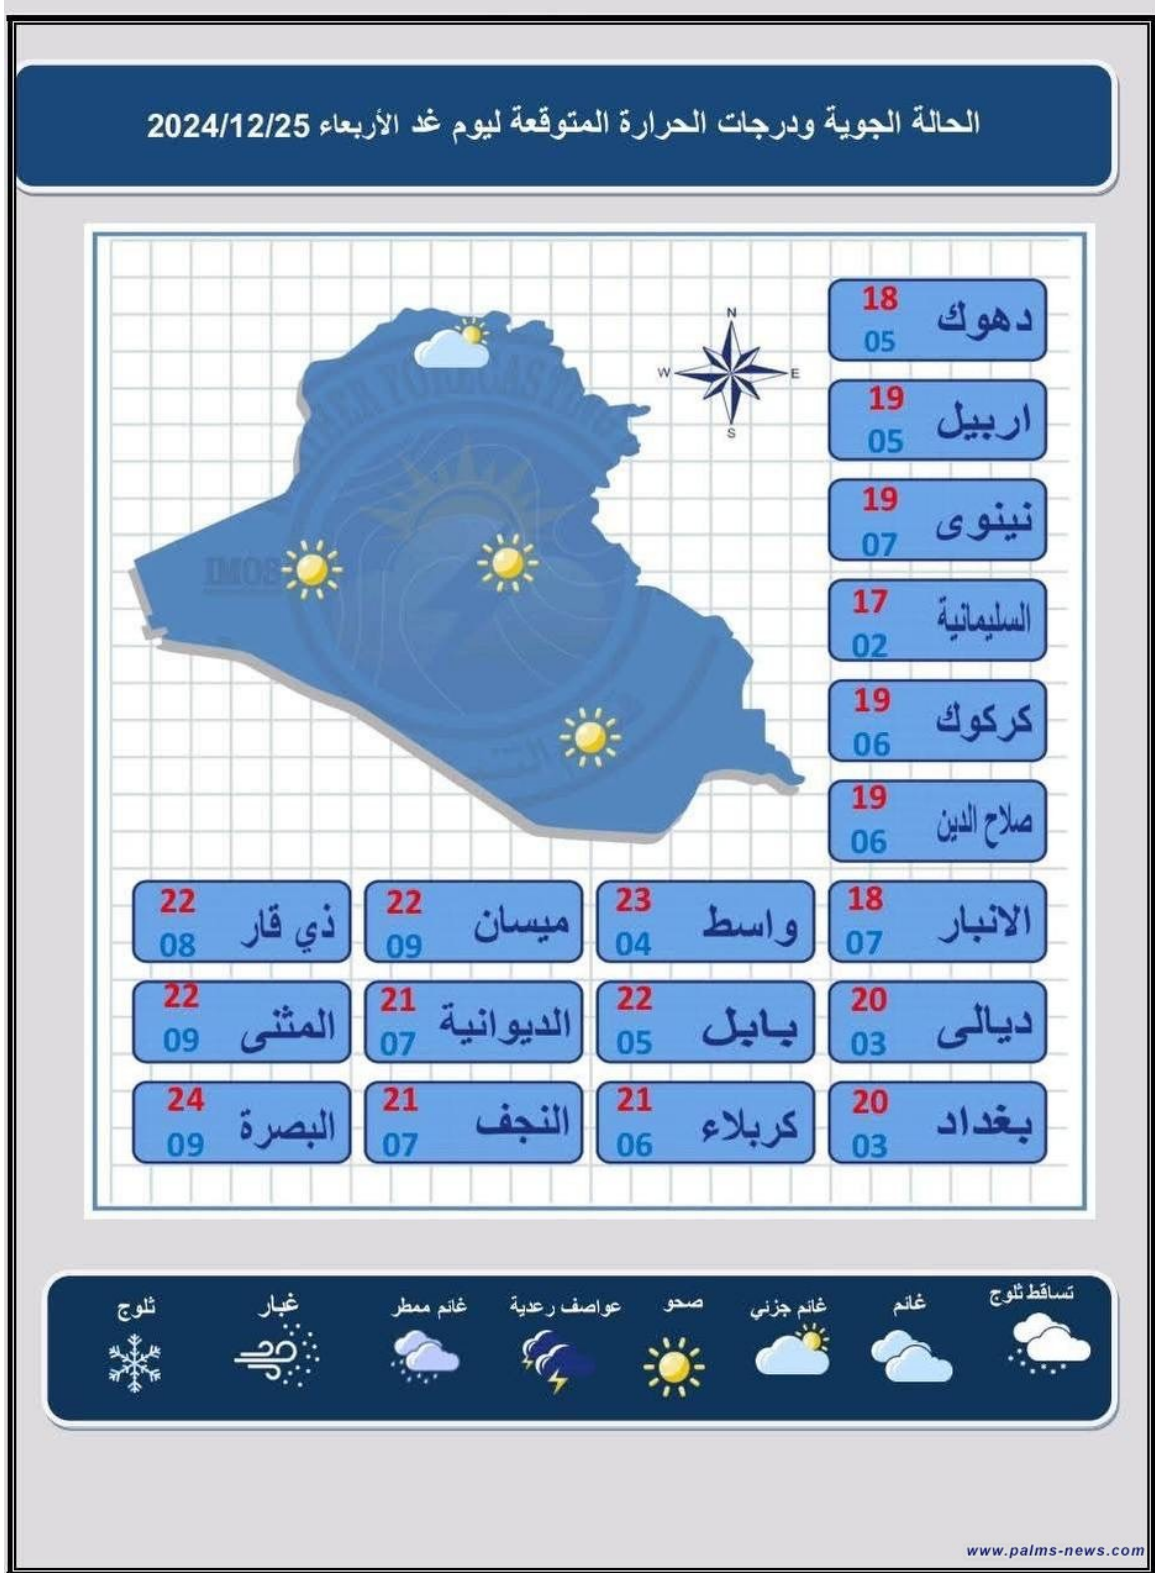 الحالة الجوية ودرجات الحرارة المتوقعة ليوم غد الأربعاء 2024/12/25
N
W
E
S
IMOS
دهوك 18 05
اربيل 19 05
نينوى 19 07
السليمانية 17 02
كركوك 19 06
صلاح الدين 19 06
الانبار 18 07
واسط 23 04
ميسان 22 09
ذي قار 22 08
ديالى 20 03
بابل 22 05
الديوانية 21 07
المثنى 22 09
بغداد 20 03
كربلاء 21 06
النجف 21 07
البصرة 24 09
تساقط ثلوج
غائم
غائم جزئي
صحو
عواصف رعدية
غائم ممطر
غبار
ثلوج
www.palms-news.com